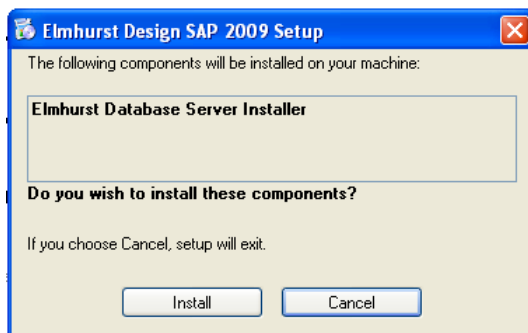 Elmhurst Design SAP 2009 Setup
The following components will be installed on your machine:
Elmhurst Database Server Installer
Do you wish to install these components?
If you choose Cancel, setup will exit.
Install
Cancel